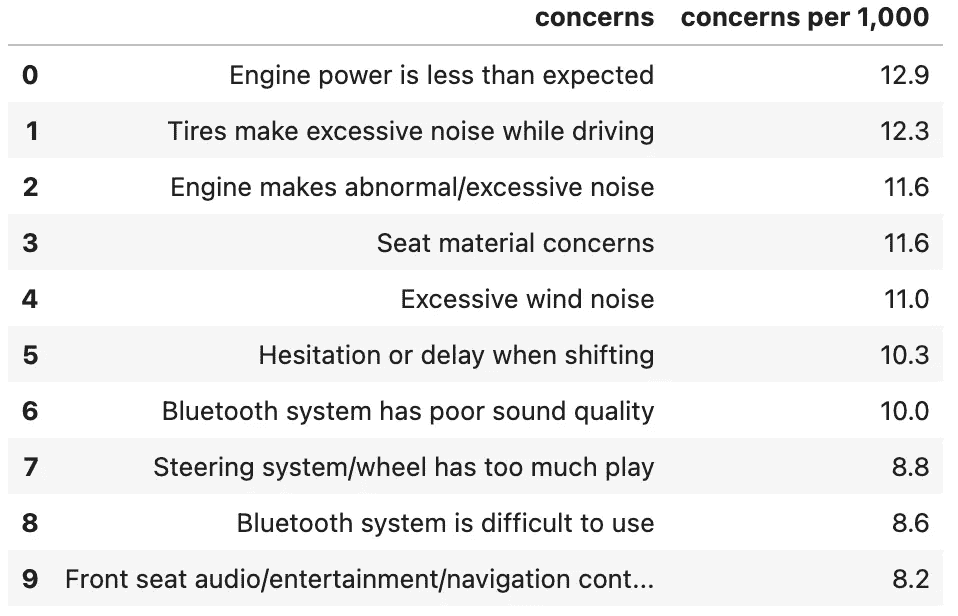 concerns concerns per 1,000
0 Engine power is less than expected 12.9
1 Tires make excessive noise while driving 12.3
2 Engine makes abnormal/excessive noise 11.6
3 Seat material concerns 11.6
4 Excessive wind noise 11.0
5 Hesitation or delay when shifting 10.3
6 Bluetooth system has poor sound quality 10.0
7 Steering system/wheel has too much play 8.8
8 Bluetooth system is difficult to use 8.6
9 Front seat audio/entertainment/navigation cont... 8.2